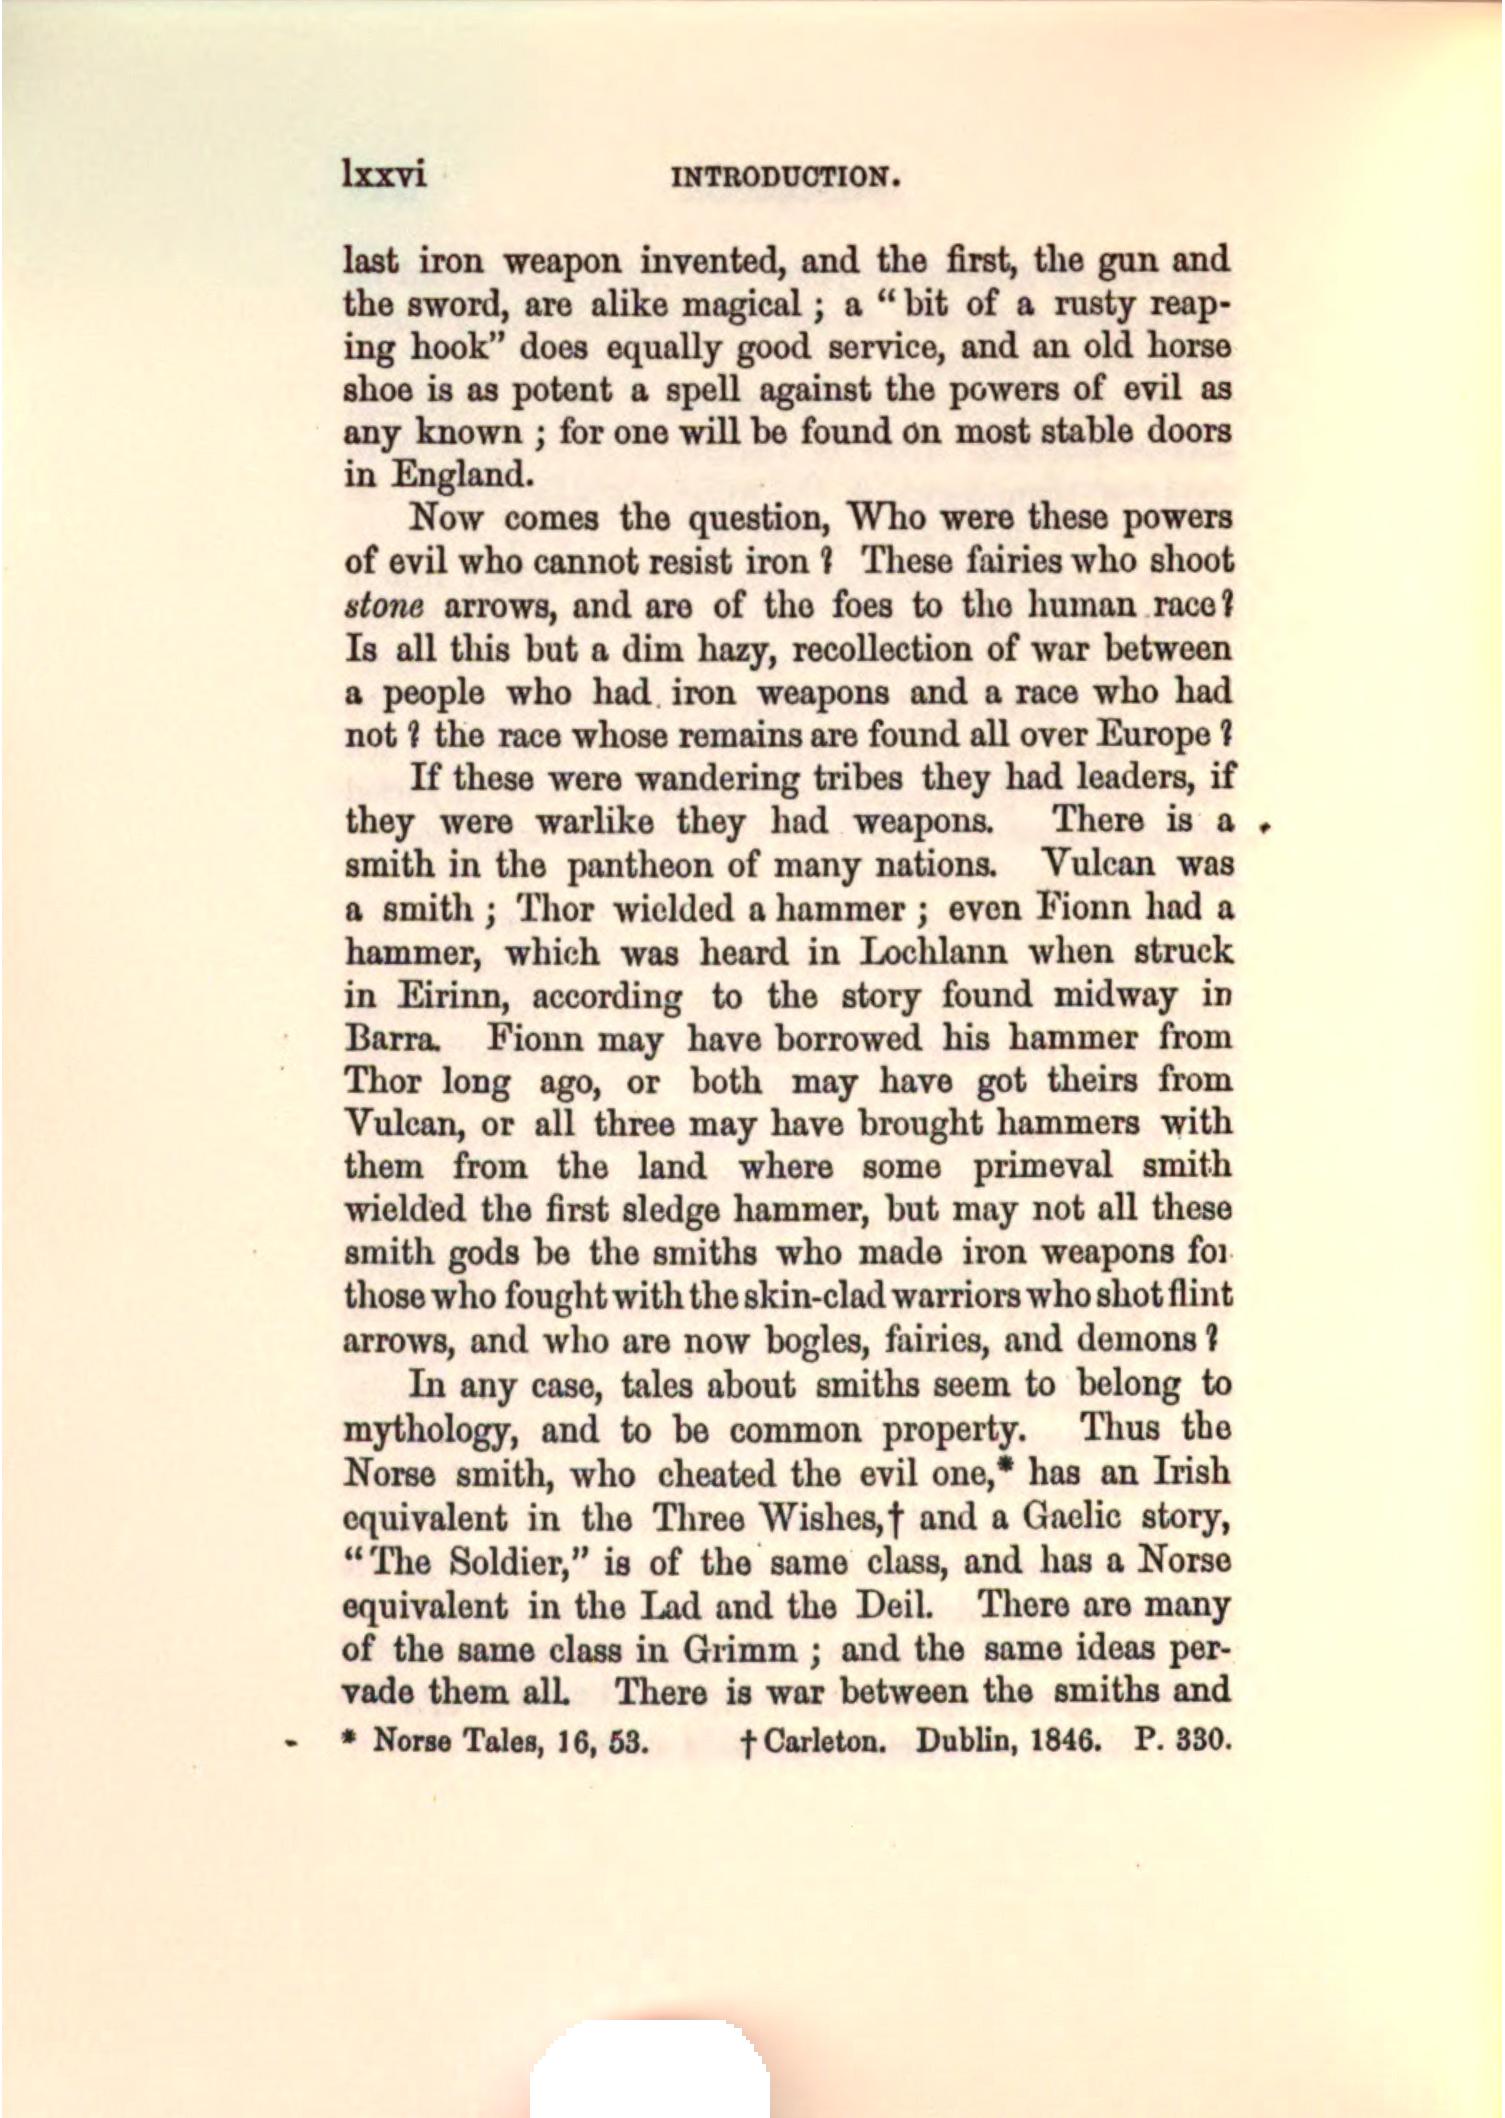 lxxvi INTRODUCTION.
last iron weapon invented, and the first, the gun and
the sword, are alike magical ; a “ bit of a rusty reap-
ing hook” does equally good service, and an old horse
shoe is as potent a spell against the powers of evil as
any known ; for one will be found on most stable doors
in England.
Now comes the question, Who were these powers
of evil who cannot resist iron ? These fairies who shoot
stone arrows, and are of the foes to the human race?
Is all this but a dim hazy, recollection of war between
a people who had iron weapons and a race who had
not ? the race whose remains are found all over Europe ?
If these were wandering tribes they had leaders, if
they were warlike they had weapons. There is a
smith in the pantheon of many nations. Vulcan was
a smith ; Thor wielded a hammer ; even Fionn had a
hammer, which was heard in Lochlann when struck
in Eirinn, according to the story found midway in
Barra. Fionn may have borrowed his hammer from
Thor long ago, or both may have got theirs from
Vulcan, or all three may have brought hammers with
them from the land where some primeval smith
wielded the first sledge hammer, but may not all these
smith gods be the smiths who made iron weapons for
those who fought with the skin-clad warriors who shot flint
arrows, and who are now bogles, fairies, and demons ?
In any case, tales about smiths seem to belong to
mythology, and to be common property. Thus the
Norse smith, who cheated the evil one,* has an Irish
equivalent in the Three Wishes,† and a Gaelic story,
“The Soldier,” is of the same class, and has a Norse
equivalent in the Lad and the Deil. There are many
of the same class in Grimm ; and the same ideas per-
vade them all. There is war between the smiths and
* Norse Tales, 16, 53. † Carleton. Dublin, 1846. P. 330.